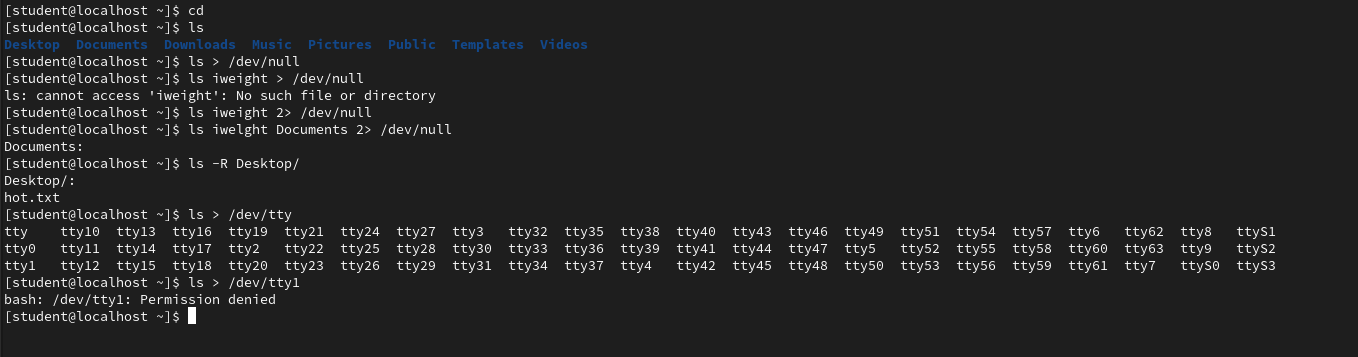 [student@localhost ~]$ cd
[student@localhost ~]$ ls
Desktop  Documents  Downloads  Music  Pictures  Public  Templates  Videos
[student@localhost ~]$ ls > /dev/null
[student@localhost ~]$ ls iweight > /dev/null
ls: cannot access 'iweight': No such file or directory
[student@localhost ~]$ ls iweight 2> /dev/null
[student@localhost ~]$ ls iwelght Documents 2> /dev/null
Documents:
[student@localhost ~]$ ls -R Desktop/
Desktop/:
hot.txt
[student@localhost ~]$ ls > /dev/tty
tty    tty10  tty13  tty16  tty19  tty21  tty24  tty27  tty3   tty32  tty35  tty38  tty40  tty43  tty46  tty49  tty51  tty54  tty57  tty6   tty62  tty8   ttyS1
tty0   tty11  tty14  tty17  tty2   tty22  tty25  tty28  tty30  tty33  tty36  tty39  tty41  tty44  tty47  tty5   tty52  tty55  tty58  tty60  tty63  tty9   ttyS2
tty1   tty12  tty15  tty18  tty20  tty23  tty26  tty29  tty31  tty34  tty37  tty4   tty42  tty45  tty48  tty50  tty53  tty56  tty59  tty61  tty7   ttyS0  ttyS3
[student@localhost ~]$ ls > /dev/tty1
bash: /dev/tty1: Permission denied
[student@localhost ~]$